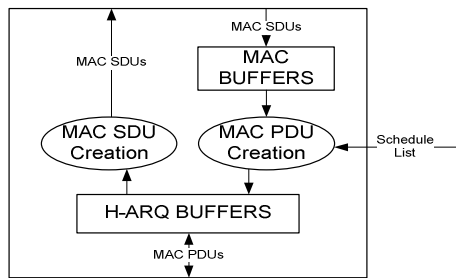 MAC SDUs
MAC
BUFFERS
MAC SDUs
MAC SDU
Creation
MAC PDU
Creation
Schedule
List
H-ARQ BUFFERS
MAC PDUs